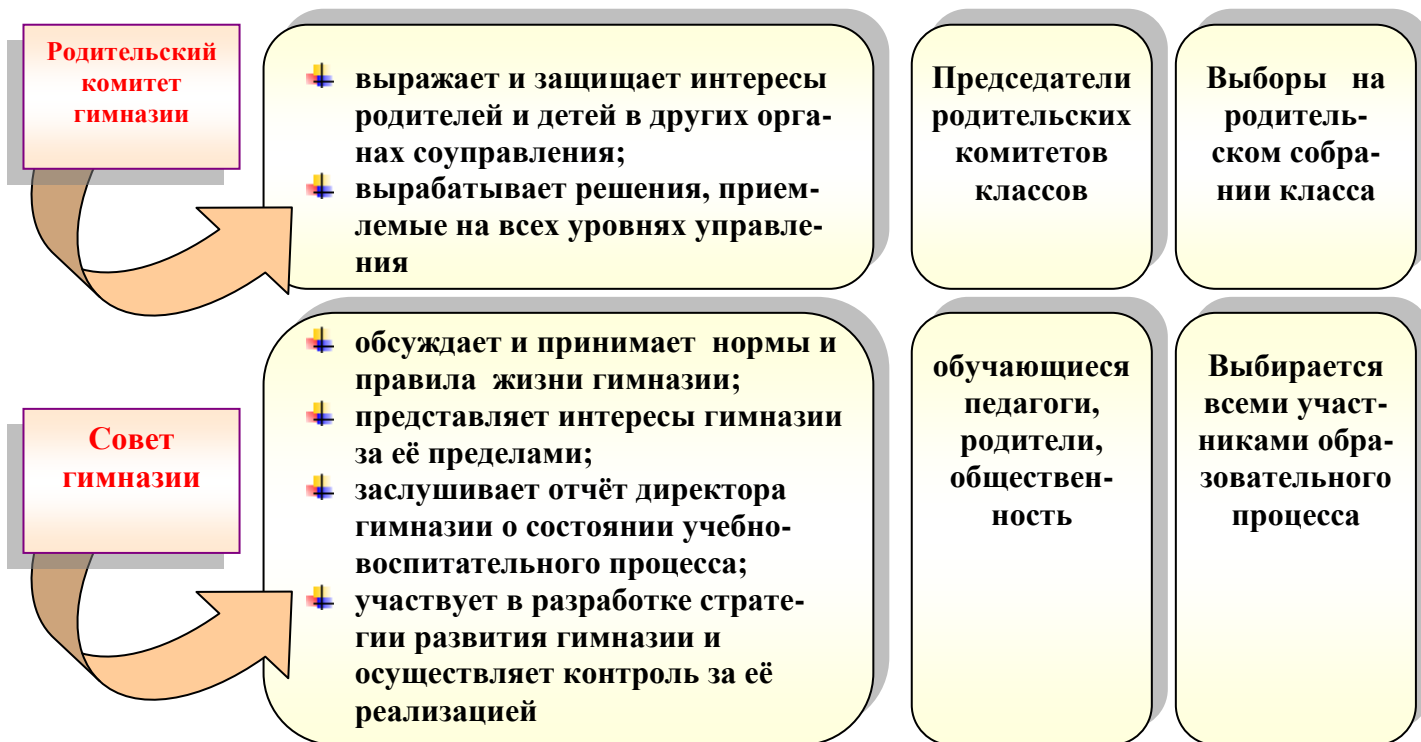 Родительский
комитет
гимназии
выражает и защищает интересы
родителей и детей в других орга-
нах соуправления;
вырабатывает решения, прием-
лемые на всех уровнях управле-
ния
Председатели
родительских
комитетов
классов
Выборы на
родитель-
ском собра-
нии класса
Совет
гимназии
обсуждает и принимает нормы и
правила жизни гимназии;
представляет интересы гимназии
за её пределами;
заслушивает отчёт директора
гимназии о состоянии учебно-
воспитательного процесса;
участвует в разработке страте-
гии развития гимназии и
осуществляет контроль за её
реализацией
обучающиеся
педагоги,
родители,
обществен-
ность
Выбирается
всеми участ-
никами обра-
зовательного
процесса